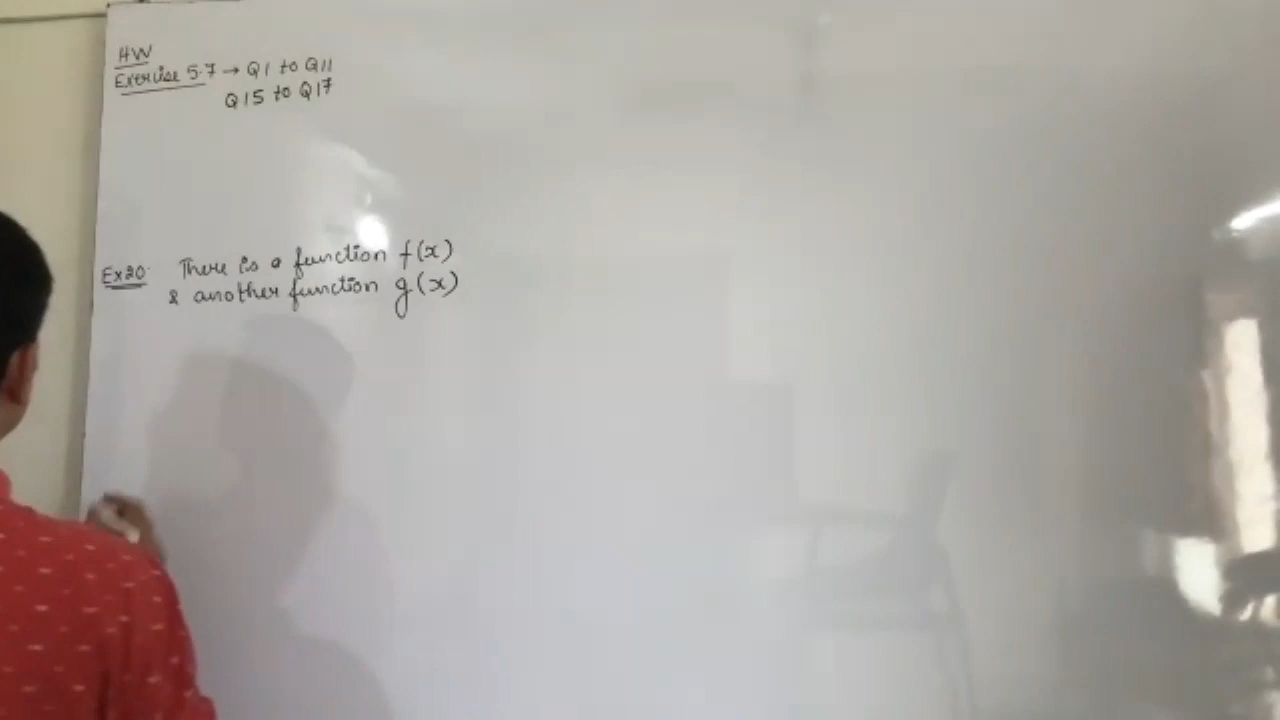 HW
Exercise 5.7 → Q1 to Q11
Q15 to Q17
Ex20. There is a function f(x)
& another function g(x)